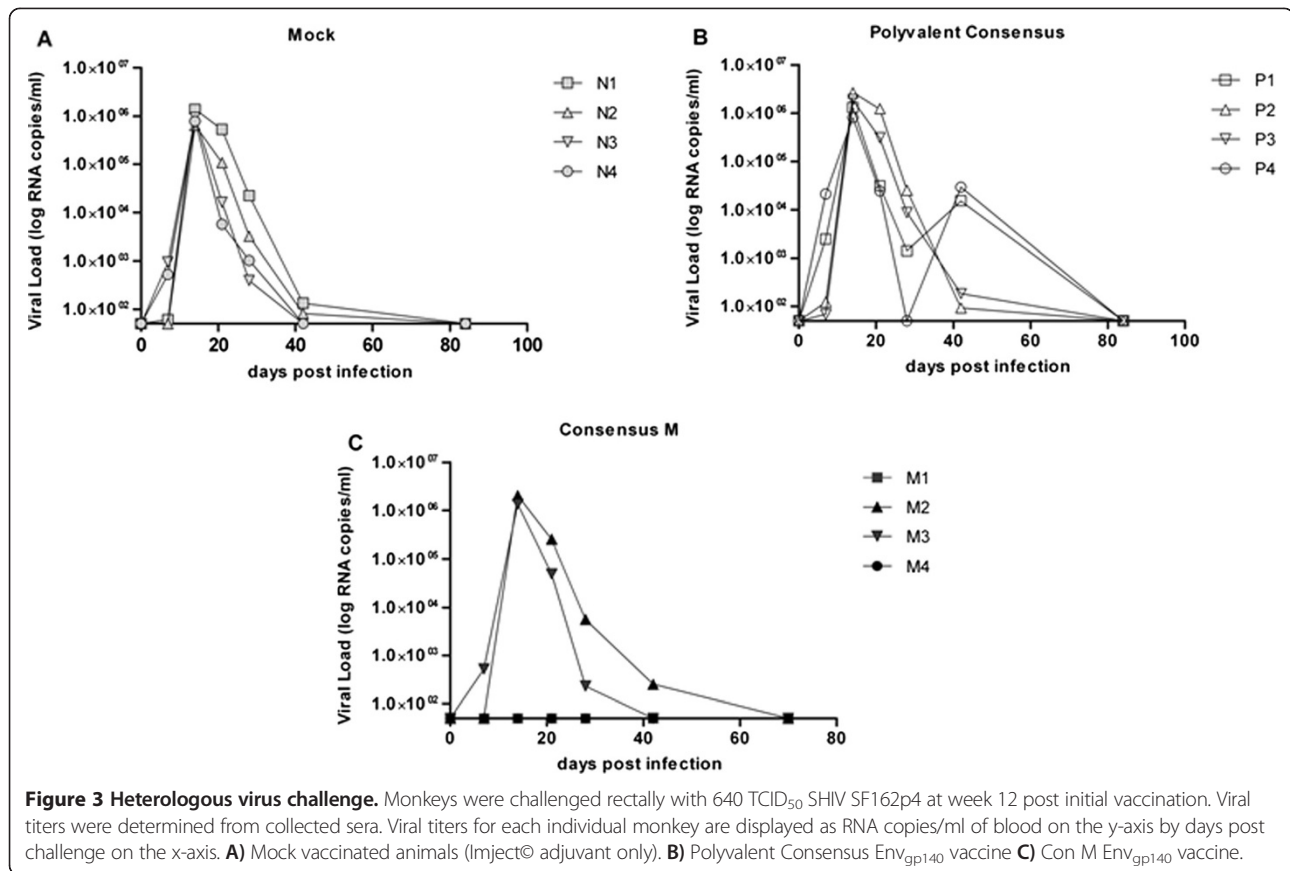 A
Mock
Viral Load (log RNA copies/ml)
1.0×10 07
1.0×10 06
1.0×10 05
1.0×10 04
1.0×10 03
1.0×10 02
0 20 40 60 80 100
days post infection
N1
N2
N3
N4
B
Polyvalent Consensus
Viral Load (log RNA copies/ml)
1.0×10 07
1.0×10 06
1.0×10 05
1.0×10 04
1.0×10 03
1.0×10 02
0 20 40 60 80 100
days post infection
P1
P2
P3
P4
C
Consensus M
Viral Load (log RNA copies/ml)
1.0×10 07
1.0×10 06
1.0×10 05
1.0×10 04
1.0×10 03
1.0×10 02
0 20 40 60 80
days post infection
M1
M2
M3
M4
Figure 3 Heterologous virus challenge. Monkeys were challenged rectally with 640 TCID50 SHIV SF162p4 at week 12 post initial vaccination. Viral
titers were determined from collected sera. Viral titers for each individual monkey are displayed as RNA copies/ml of blood on the y-axis by days post
challenge on the x-axis. A) Mock vaccinated animals (Imject© adjuvant only). B) Polyvalent Consensus Envgp140 vaccine C) Con M Envgp140 vaccine.